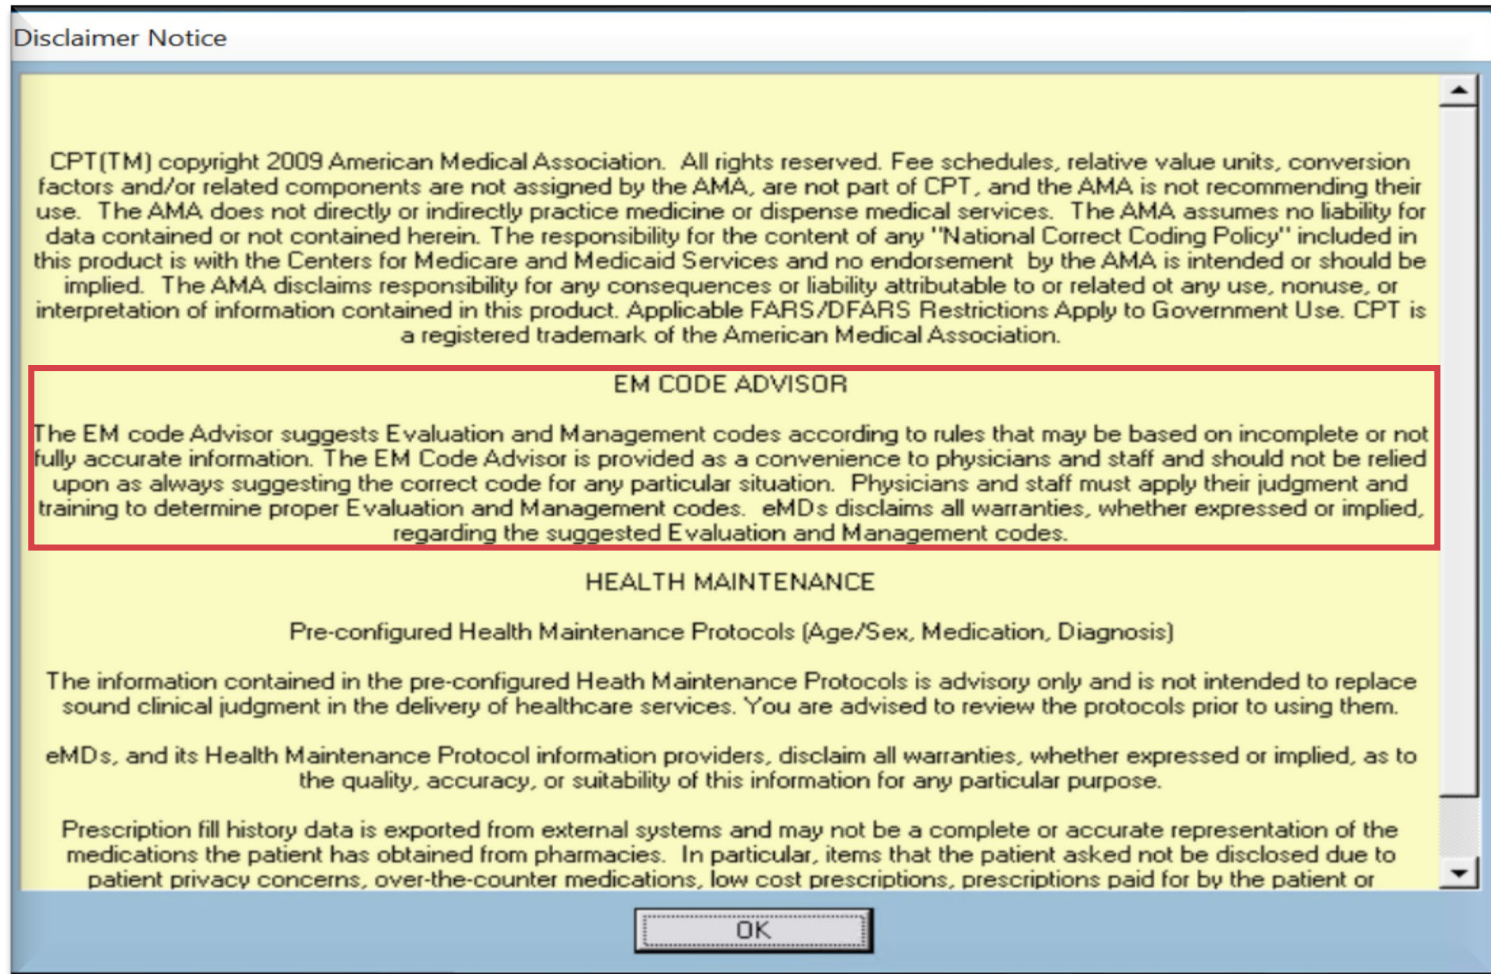 Disclaimer Notice
CPT(TM) copyright 2009 American Medical Association.  All rights reserved. Fee schedules, relative value units, conversion
factors and/or related components are not assigned by the AMA, are not part of CPT, and the AMA is not recommending their
use.  The AMA does not directly or indirectly practice medicine or dispense medical services.  The AMA assumes no liability for
data contained or not contained herein. The responsibility for the content of any "National Correct Coding Policy" included in
this product is with the Centers for Medicare and Medicaid Services and no endorsement  by the AMA is intended or should be
implied.  The AMA disclaims responsibility for any consequences or liability attributable to or related ot any use, nonuse, or
interpretation of information contained in this product. Applicable FARS/DFARS Restrictions Apply to Government Use. CPT is
a registered trademark of the American Medical Association.
EM CODE ADVISOR
The EM code Advisor suggests Evaluation and Management codes according to rules that may be based on incomplete or not
fully accurate information. The EM Code Advisor is provided as a convenience to physicians and staff and should not be relied
upon as always suggesting the correct code for any particular situation.  Physicians and staff must apply their judgment and
training to determine proper Evaluation and Management codes.  eMDs disclaims all warranties, whether expressed or implied,
regarding the suggested Evaluation and Management codes.
HEALTH MAINTENANCE
Pre-configured Health Maintenance Protocols (Age/Sex, Medication, Diagnosis)
The information contained in the pre-configured Heath Maintenance Protocols is advisory only and is not intended to replace
sound clinical judgment in the delivery of healthcare services. You are advised to review the protocols prior to using them.
eMDs, and its Health Maintenance Protocol information providers, disclaim all warranties, whether expressed or implied, as to
the quality, accuracy, or suitability of this information for any particular purpose.
Prescription fill history data is exported from external systems and may not be a complete or accurate representation of the
medications the patient has obtained from pharmacies.  In particular, items that the patient asked not be disclosed due to
patient privacy concerns, over-the-counter medications, low cost prescriptions, prescriptions paid for by the patient or
OK